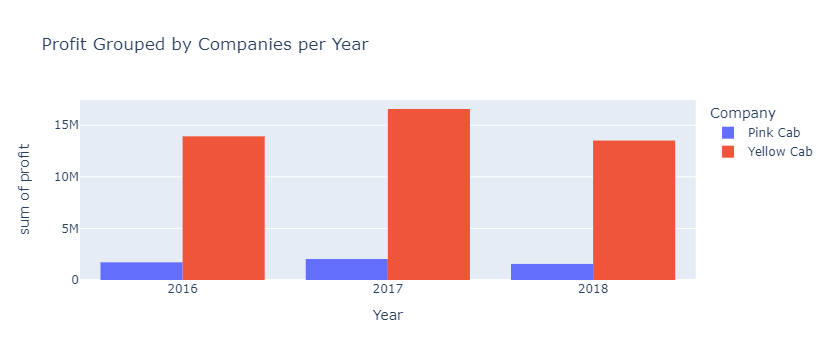 Profit Grouped by Companies per Year
Company
Pink Cab
Yellow Cab
sum of profit
15M
10M
5M
0
2016
2017
2018
Year